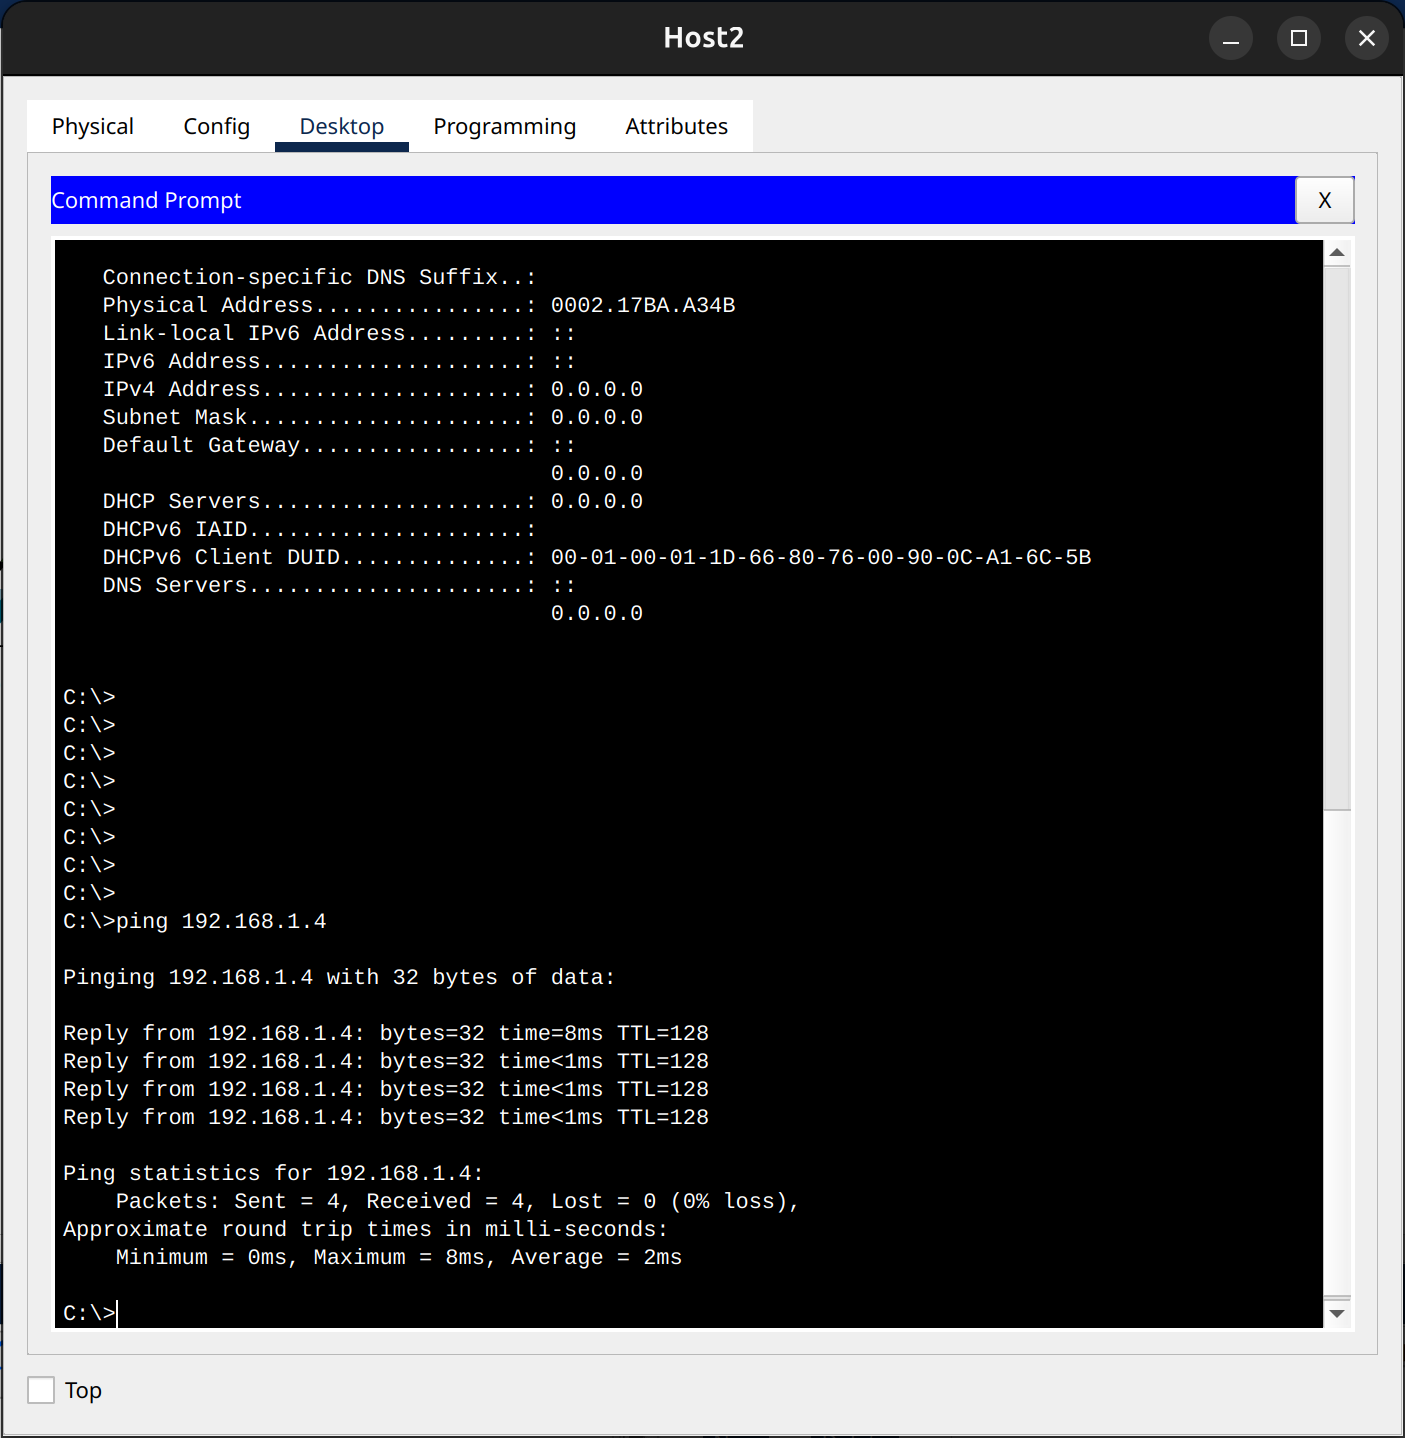 Host2
Physical Config Desktop Programming Attributes
Command Prompt X
Connection-specific DNS Suffix..:
Physical Address................: 0002.17BA.A34B
Link-local IPv6 Address.........: ::
IPv6 Address....................: ::
IPv4 Address....................: 0.0.0.0
Subnet Mask.....................: 0.0.0.0
Default Gateway.................: ::
0.0.0.0
DHCP Servers....................: 0.0.0.0
DHCPv6 IAID.....................:
DHCPv6 Client DUID..............: 00-01-00-01-1D-66-80-76-00-90-0C-A1-6C-5B
DNS Servers.....................: ::
0.0.0.0
C:\>
C:\>
C:\>
C:\>
C:\>
C:\>
C:\>
C:\>
C:\>ping 192.168.1.4
Pinging 192.168.1.4 with 32 bytes of data:
Reply from 192.168.1.4: bytes=32 time=8ms TTL=128
Reply from 192.168.1.4: bytes=32 time<1ms TTL=128
Reply from 192.168.1.4: bytes=32 time<1ms TTL=128
Reply from 192.168.1.4: bytes=32 time<1ms TTL=128
Ping statistics for 192.168.1.4:
Packets: Sent = 4, Received = 4, Lost = 0 (0% loss),
Approximate round trip times in milli-seconds:
Minimum = 0ms, Maximum = 8ms, Average = 2ms
C:\>
Top